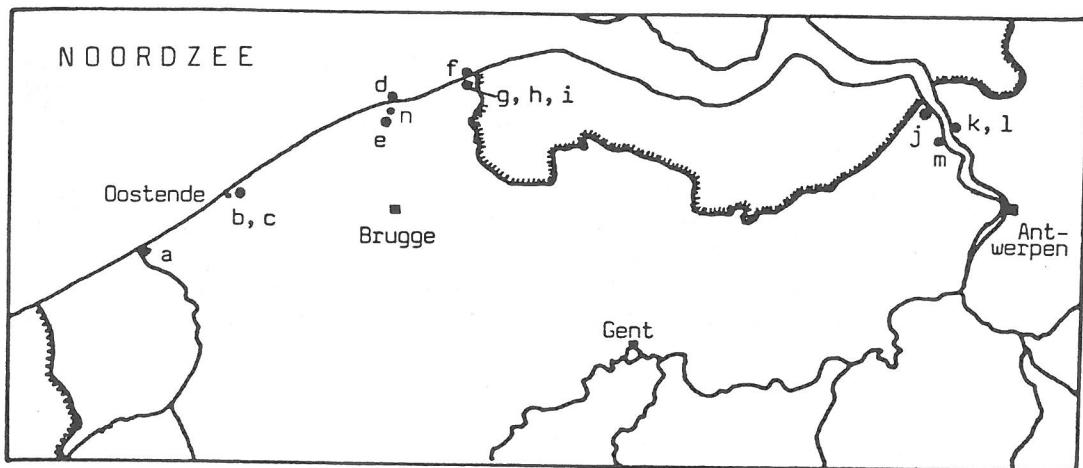 NOORDZEE
f
d
g, h, i
n
e
k, l
j
m
Oostende
b, c
Brugge
Ant-
werpen
a
Gent